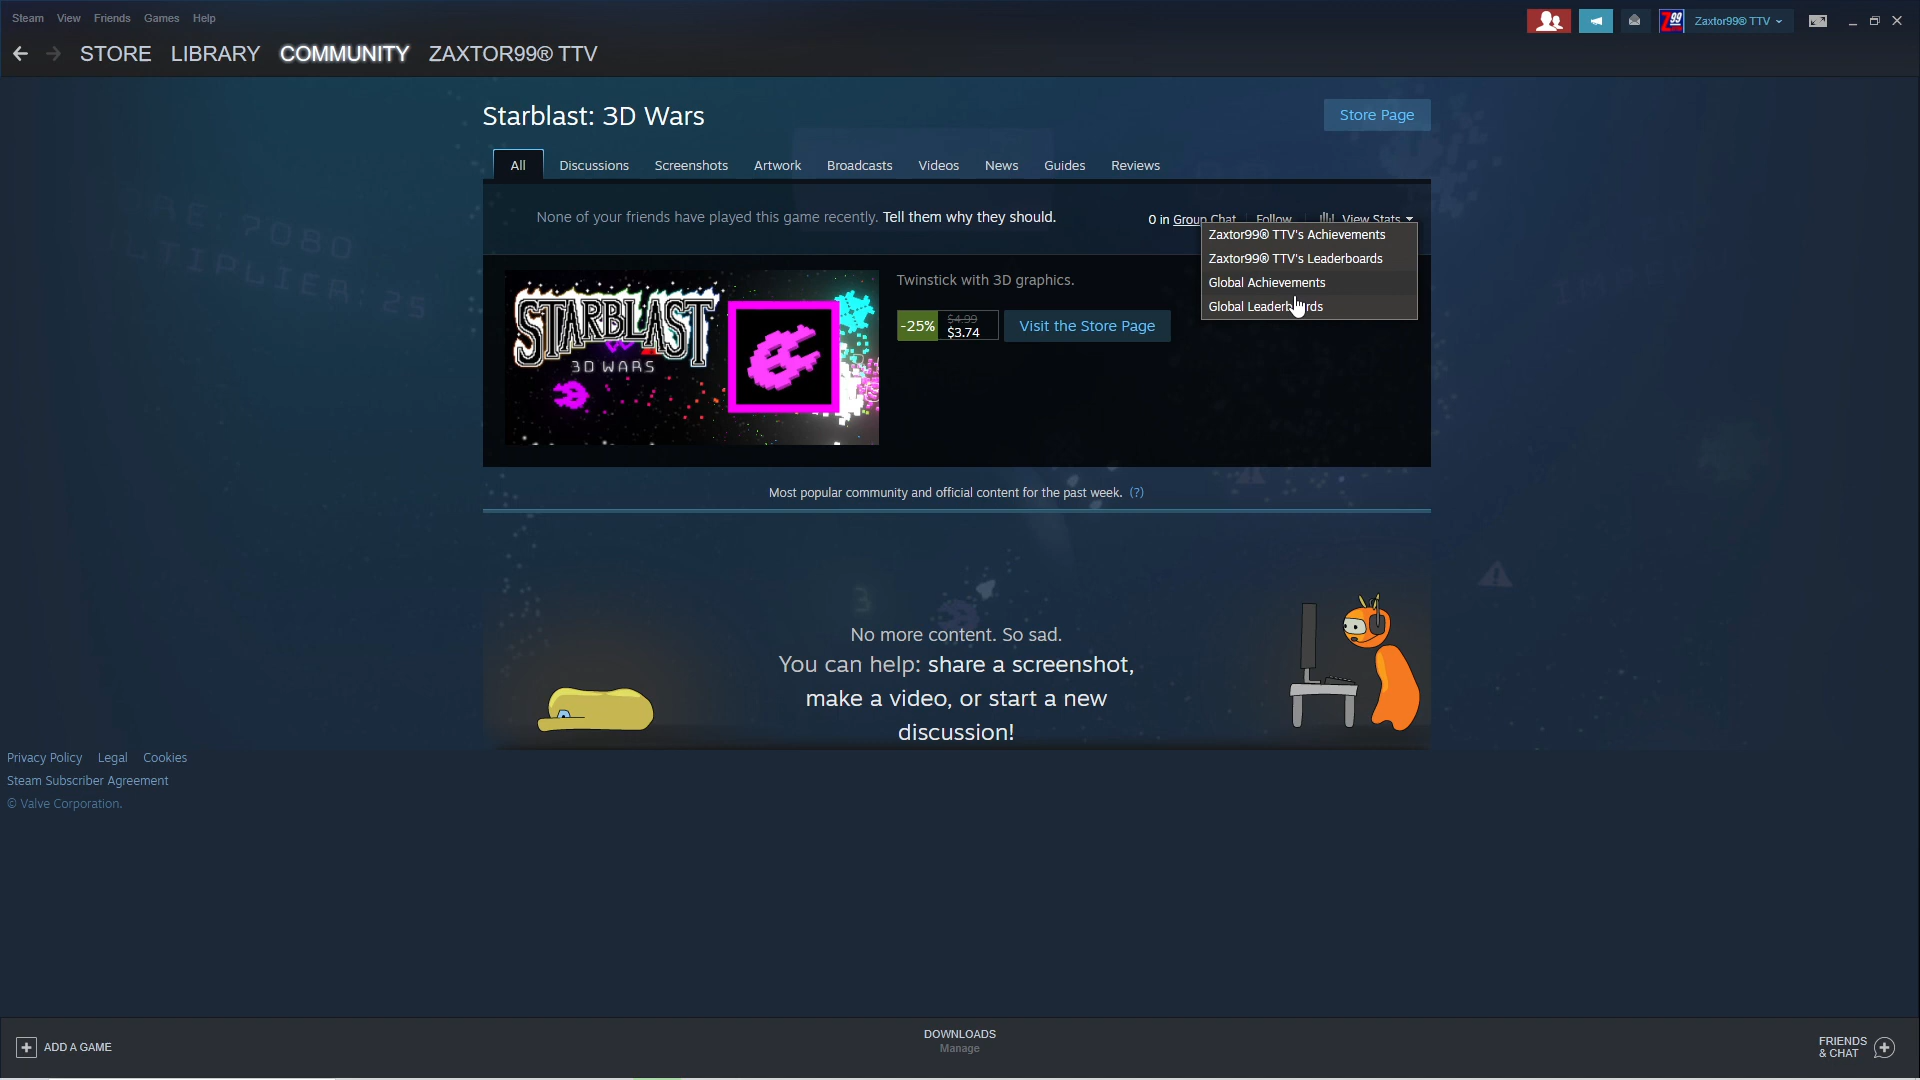 Steam View Friends Games Help
Z99 Zaxtor99® TTV
STORE LIBRARY COMMUNITY ZAXTOR99® TTV
Starblast: 3D Wars
Store Page
All Discussions Screenshots Artwork Broadcasts Videos News Guides Reviews
None of your friends have played this game recently. Tell them why they should.
0 in Group Chat Follow View Stats
Zaxtor99® TTV's Achievements
Zaxtor99® TTV's Leaderboards
Global Achievements
Global Leaderboards
STARBLAST
3D WARS
Twinstick with 3D graphics.
-25% $4.99
$3.74
Visit the Store Page
Most popular community and official content for the past week. (?)
No more content. So sad.
You can help: share a screenshot,
make a video, or start a new
discussion!
Privacy Policy Legal Cookies
Steam Subscriber Agreement
© Valve Corporation.
+ ADD A GAME
DOWNLOADS
Manage
FRIENDS
& CHAT